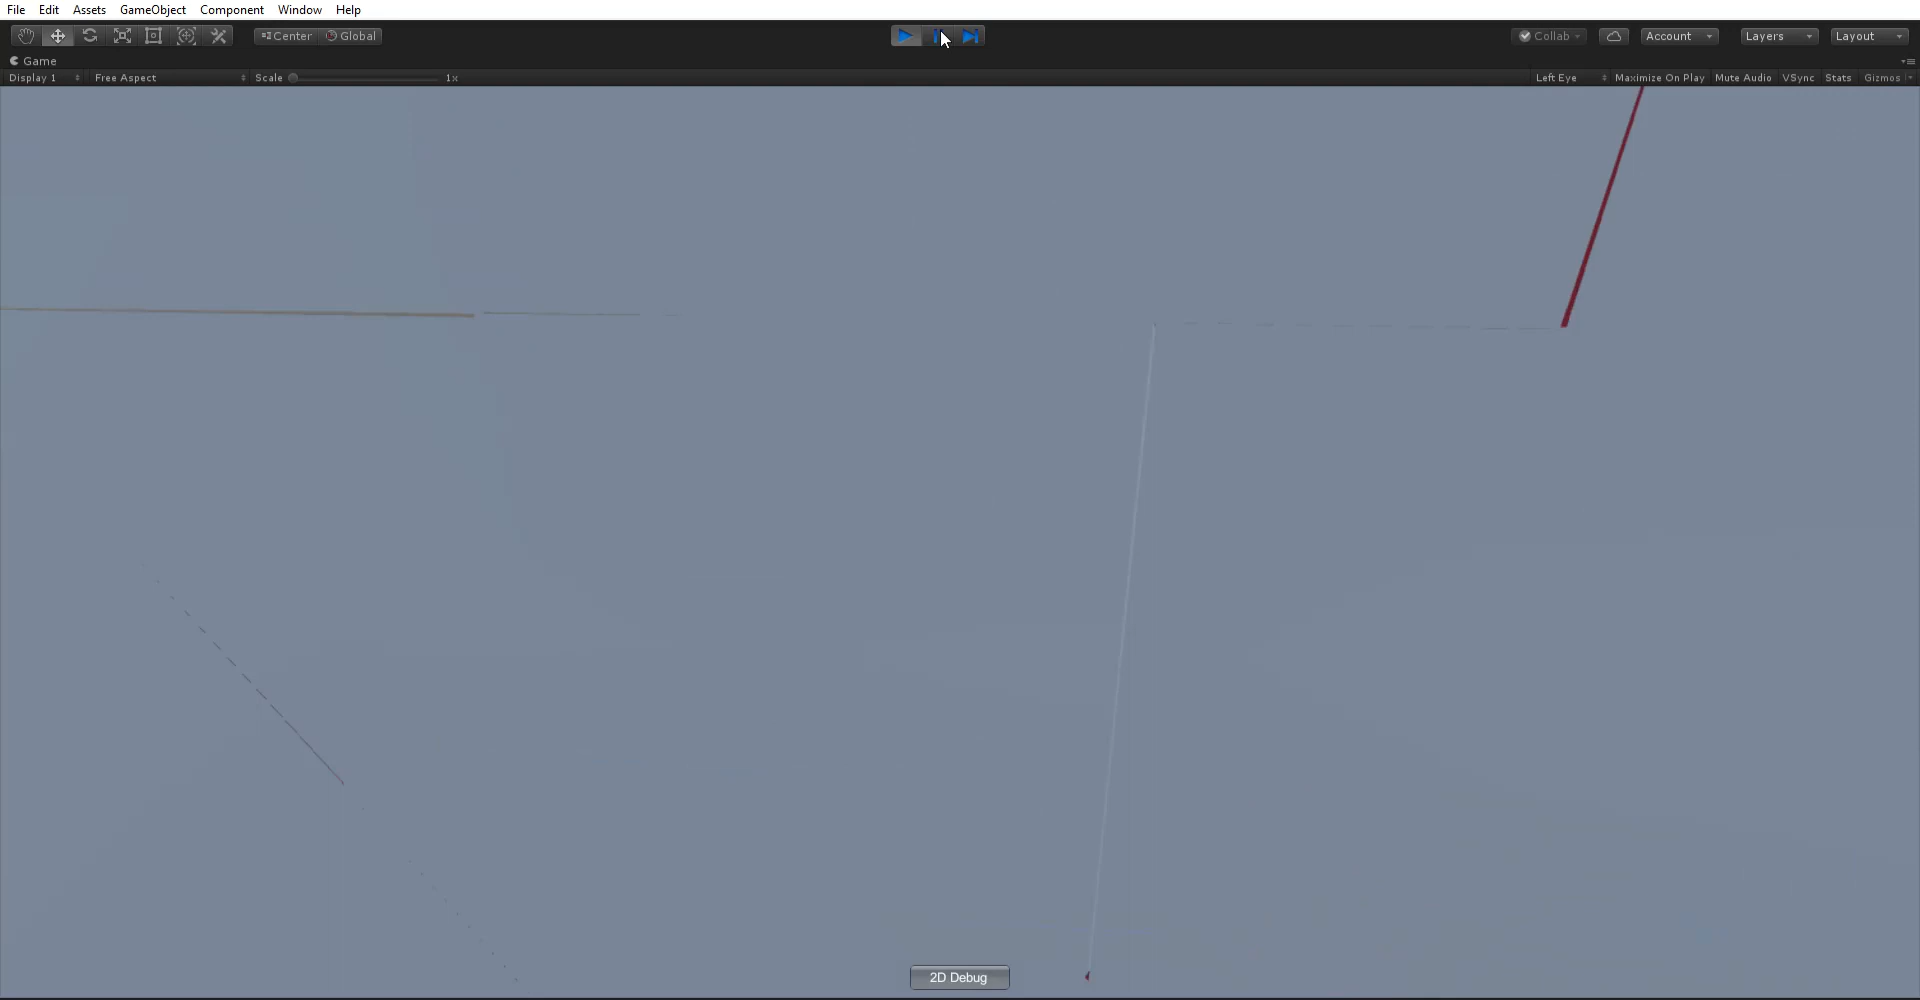 File Edit Assets GameObject Component Window Help
Center Global Collab Account Layers Layout
Game
Display 1 Free Aspect Scale 1x Left Eye Maximize On Play Mute Audio VSync Stats Gizmos
2D Debug